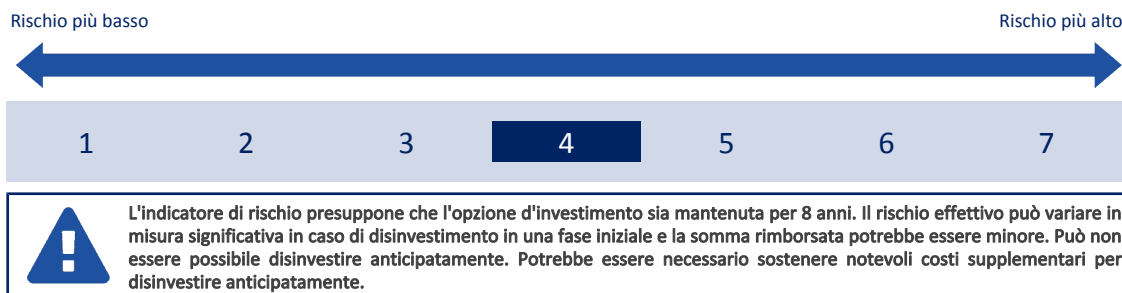 Rischio più basso Rischio più alto
1 2 3 4 5 6 7
L'indicatore di rischio presuppone che l'opzione d'investimento sia mantenuta per 8 anni. Il rischio effettivo può variare in
misura significativa in caso di disinvestimento in una fase iniziale e la somma rimborsata potrebbe essere minore. Può non
essere possibile disinvestire anticipatamente. Potrebbe essere necessario sostenere notevoli costi supplementari per
disinvestire anticipatamente.